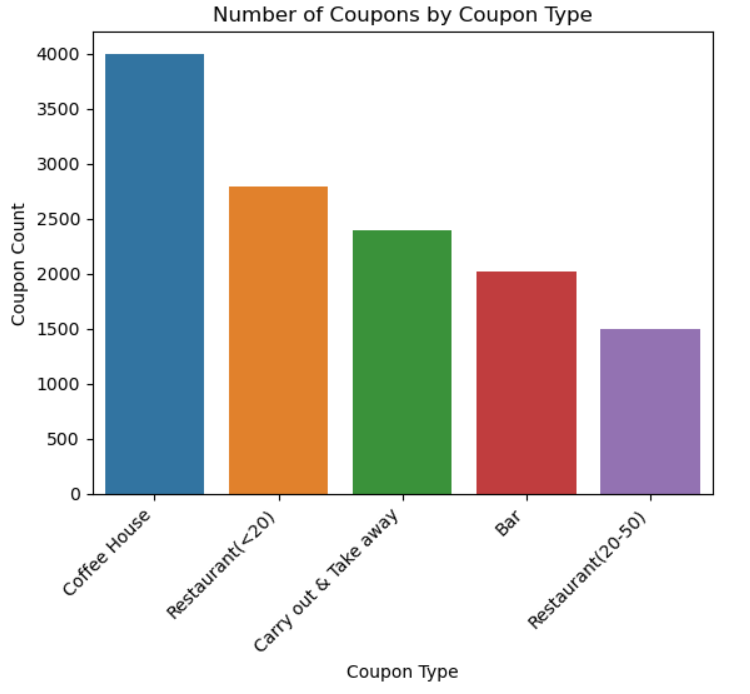 Number of Coupons by Coupon Type
Coupon Count
4000
3500
3000
2500
2000
1500
1000
500
0
Coffee House
Restaurant(<20)
Carry out & Take away
Bar
Restaurant(20-50)
Coupon Type